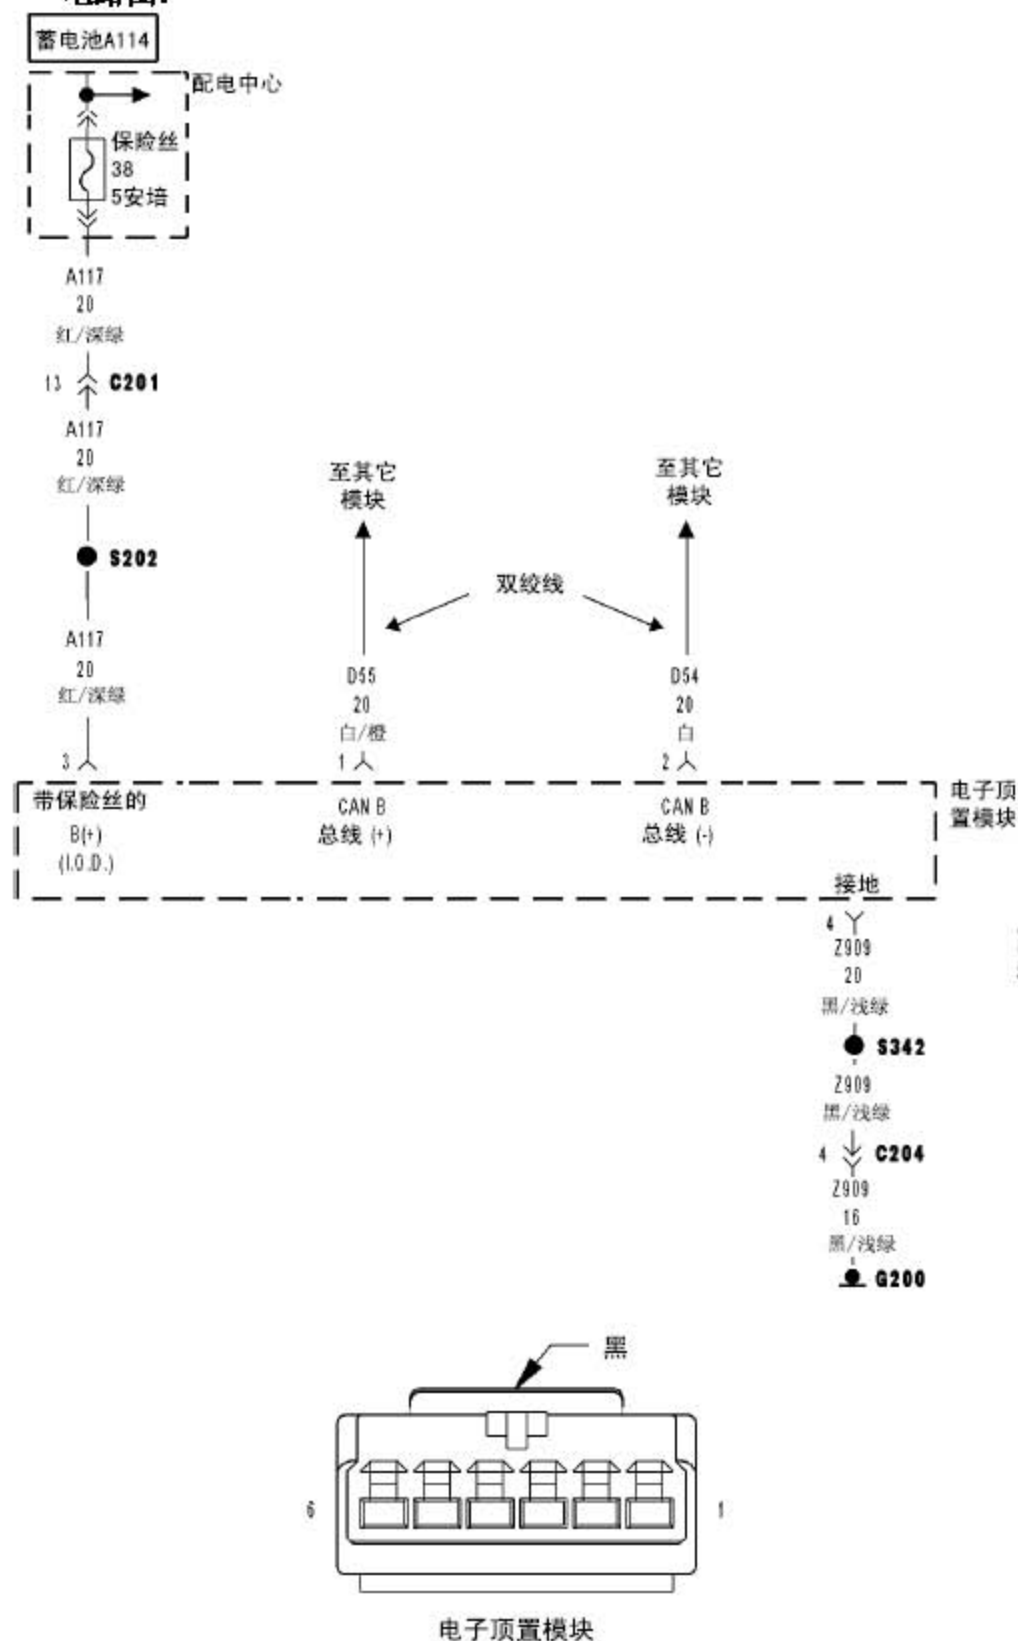 蓄电池A114
配电中心
保险丝
38
5安培
A117
20
红/深绿
13 C201
A117
20
红/深绿
至其它
模块
至其它
模块
S202
双绞线
A117
20
红/深绿
D55
20
白/橙
D54
20
白
3
1
2
带保险丝的
B(+)
(I.O.D.)
CAN B
总线 (+)
CAN B
总线 (-)
电子顶
置模块
接地
4
Z909
20
黑/浅绿
S342
Z909
黑/浅绿
4 C204
Z909
16
黑/浅绿
G200
黑
6
1
电子顶置模块